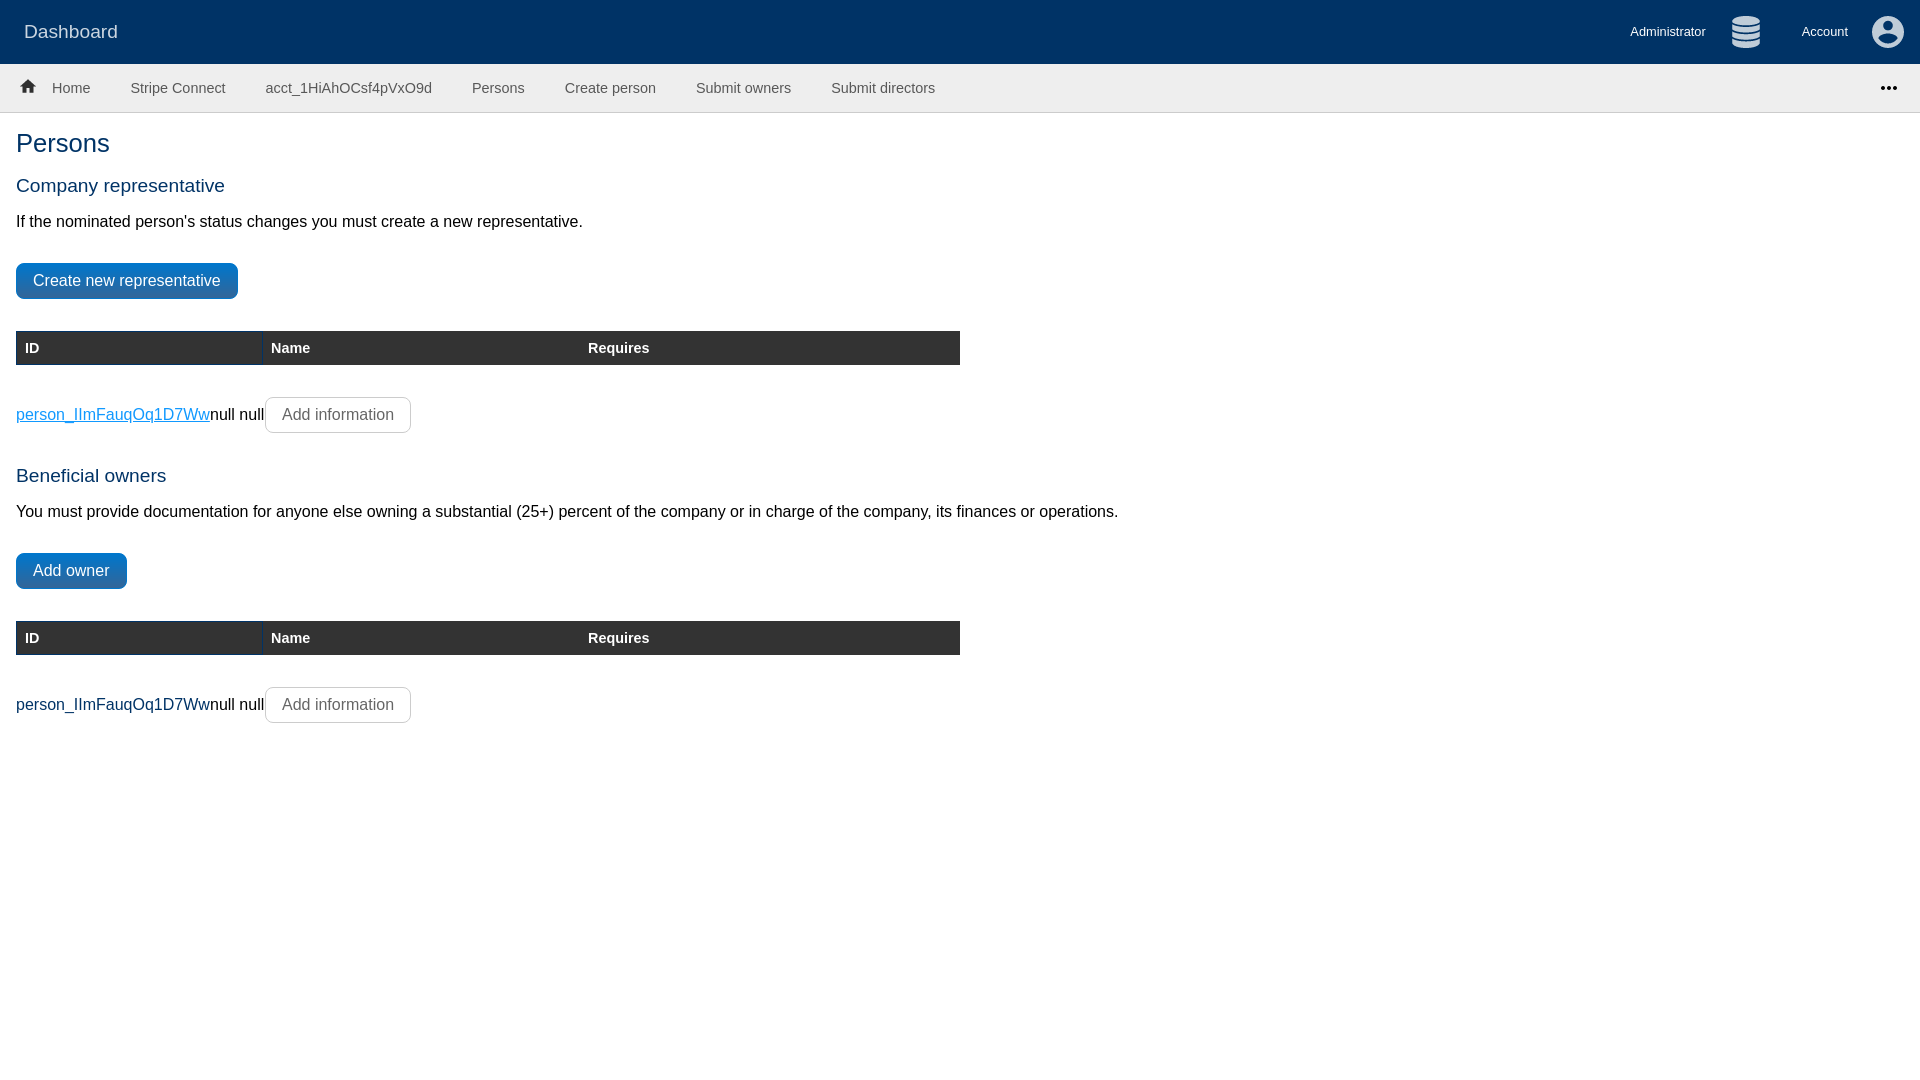 Dashboard
Administrator
Account
Home Stripe Connect acct_1HiAhOCsf4pVxO9d Persons Create person Submit owners Submit directors
Persons
Company representative
If the nominated person's status changes you must create a new representative.
Create new representative
ID Name Requires
person_IImFauqOq1D7Wwnull null Add information
Beneficial owners
You must provide documentation for anyone else owning a substantial (25+) percent of the company or in charge of the company, its finances or operations.
Add owner
ID Name Requires
person_IImFauqOq1D7Wwnull null Add information